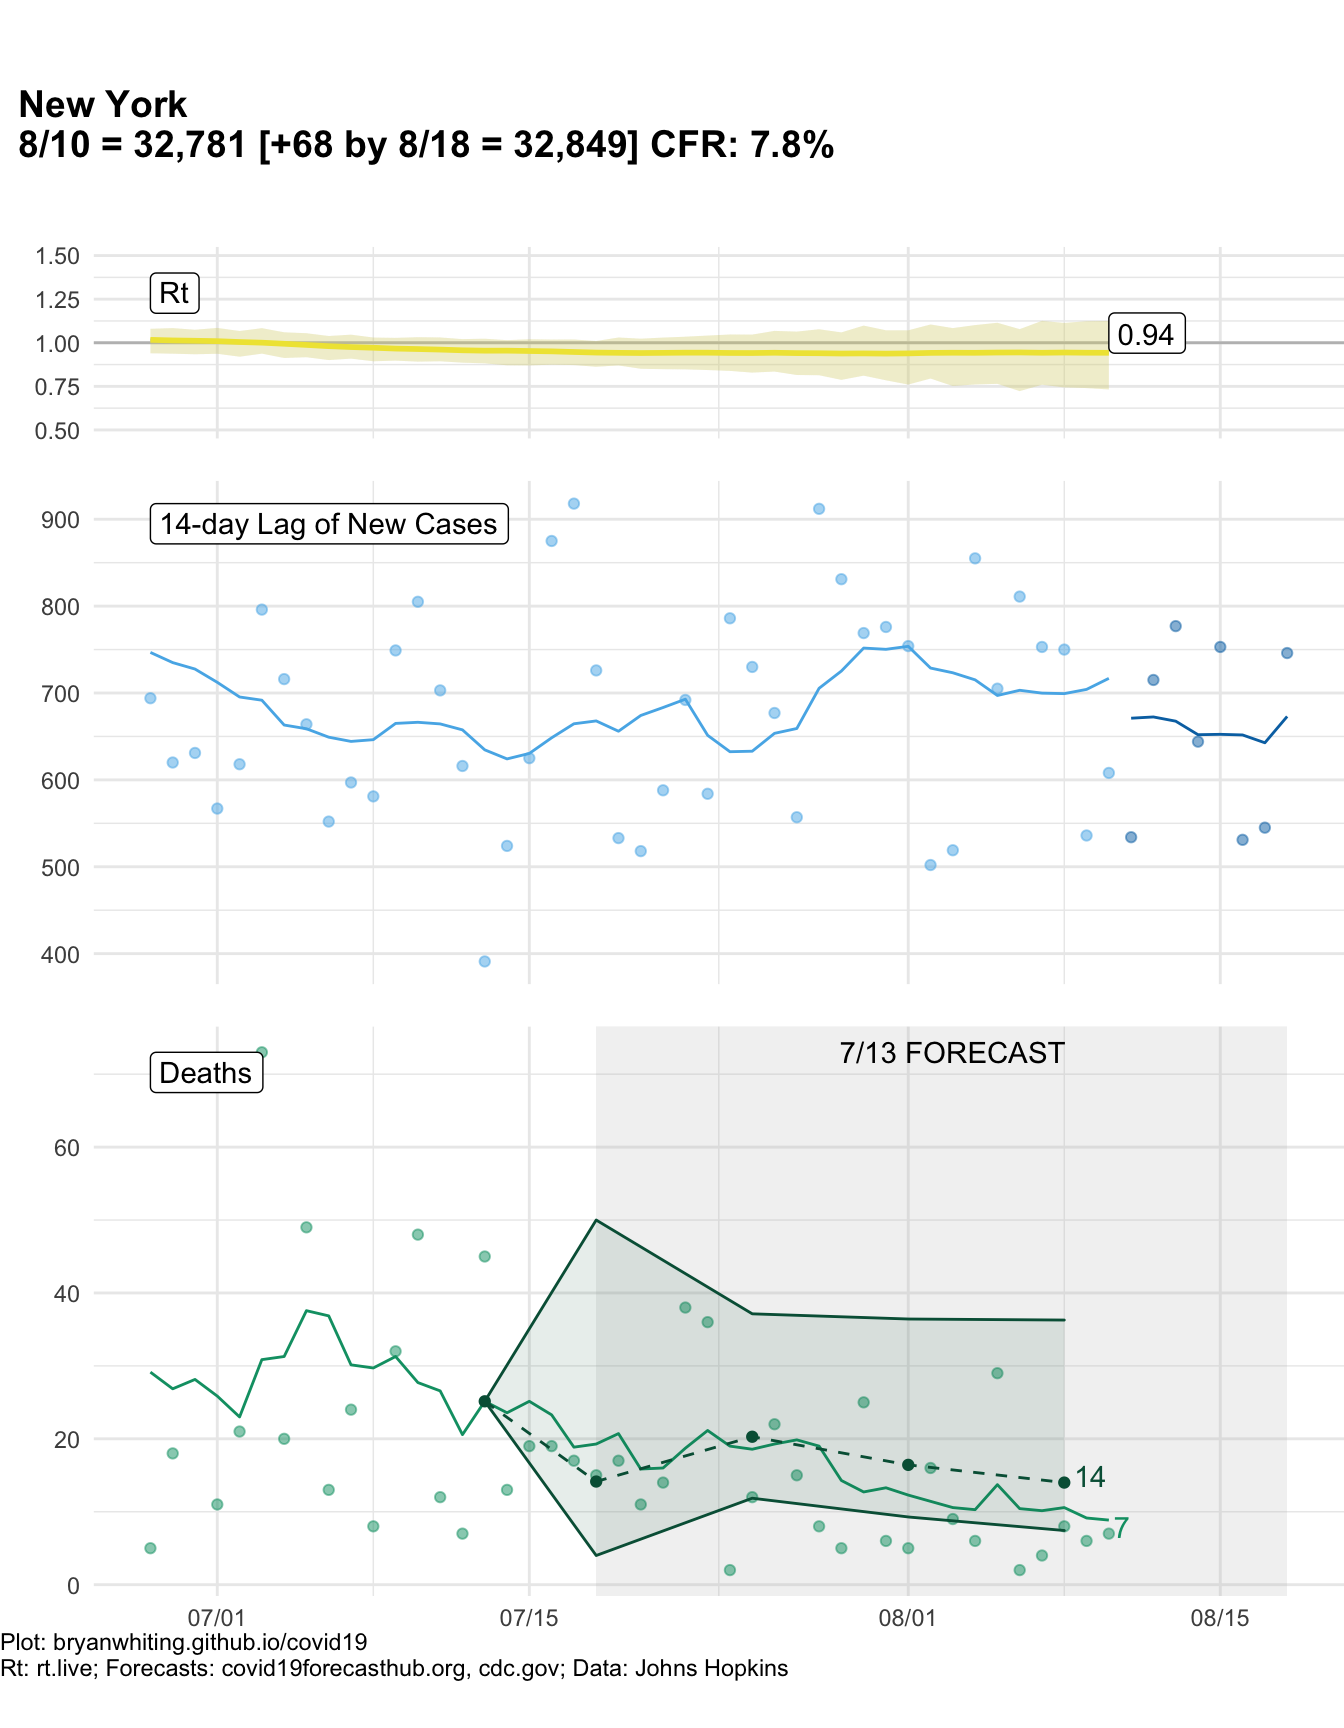 New York
8/10 = 32,781 [+68 by 8/18 = 32,849] CFR: 7.8%
1.50
1.25
1.00
0.75
0.50
Rt
0.94
900
800
700
600
500
400
14-day Lag of New Cases
60
40
20
0
Deaths
7/13 FORECAST
14
7
07/01
07/15
08/01
08/15
Plot: bryanwhiting.github.io/covid19
Rt: rt.live; Forecasts: covid19forecasthub.org, cdc.gov; Data: Johns Hopkins